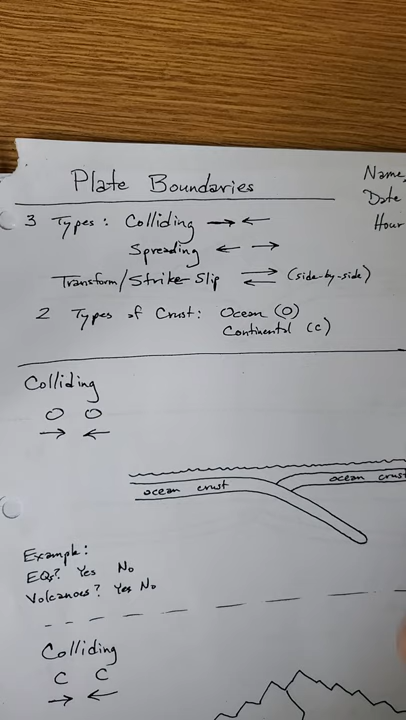 Plate Boundaries
Name,
Date
Hour
3 Types: Colliding → ←
Spreading ← →
Transform/Strike-Slip → ← (side-by-side)
2 Types of Crust: Ocean (O)
Continental (C)
Colliding
O O
→ ←
ocean crust
ocean crust
Example:
EQs? Yes No
Volcanoes? Yes No
Colliding
C C
→ ←